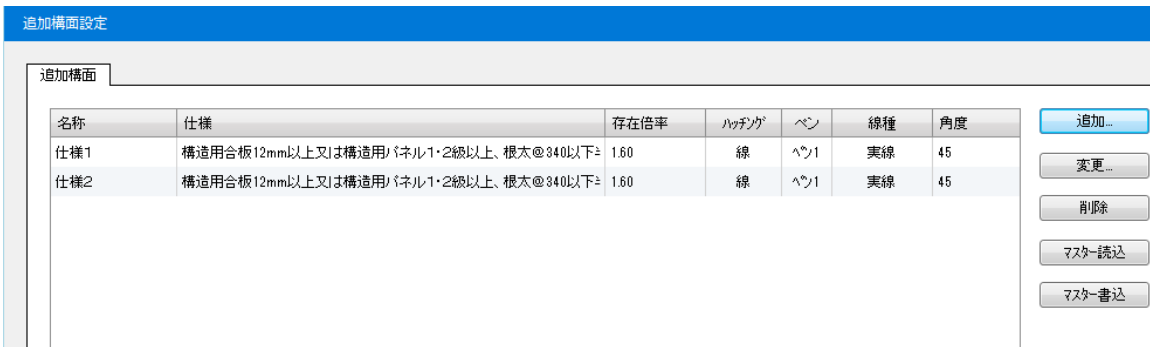 追加構面設定
追加構面
名称 仕様 存在倍率 ﾊｯﾁﾝｸﾞ ペン 線種 角度
仕様1 構造用合板12mm以上又は構造用パネル1・2級以上、根太@340以下 1.60 線 ペン1 実線 45
仕様2 構造用合板12mm以上又は構造用パネル1・2級以上、根太@340以下 1.60 線 ペン1 実線 45
追加...
変更...
削除
マスター読込
マスター書込